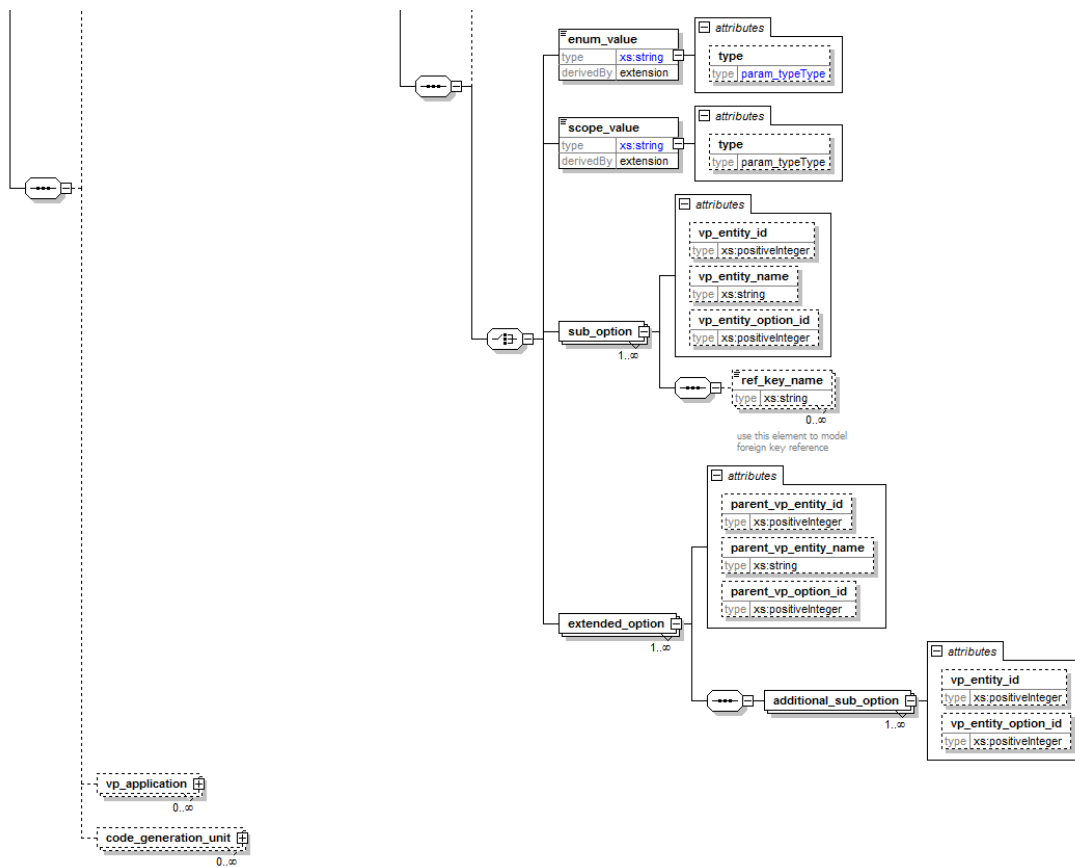 attributes
enum_value
type xs:string
derivedBy extension
type
type param_typeType
attributes
scope_value
type xs:string
derivedBy extension
type
type param_typeType
attributes
vp_entity_id
type xs:positiveInteger
vp_entity_name
type xs:string
vp_entity_option_id
type xs:positiveInteger
sub_option
1..∞
ref_key_name
type xs:string
0..∞
use this element to model
foreign key reference
attributes
parent_vp_entity_id
type xs:positiveInteger
parent_vp_entity_name
type xs:string
parent_vp_option_id
type xs:positiveInteger
extended_option
1..∞
attributes
vp_entity_id
type xs:positiveInteger
additional_sub_option
1..∞
vp_entity_option_id
type xs:positiveInteger
vp_application
0..∞
code_generation_unit
0..∞